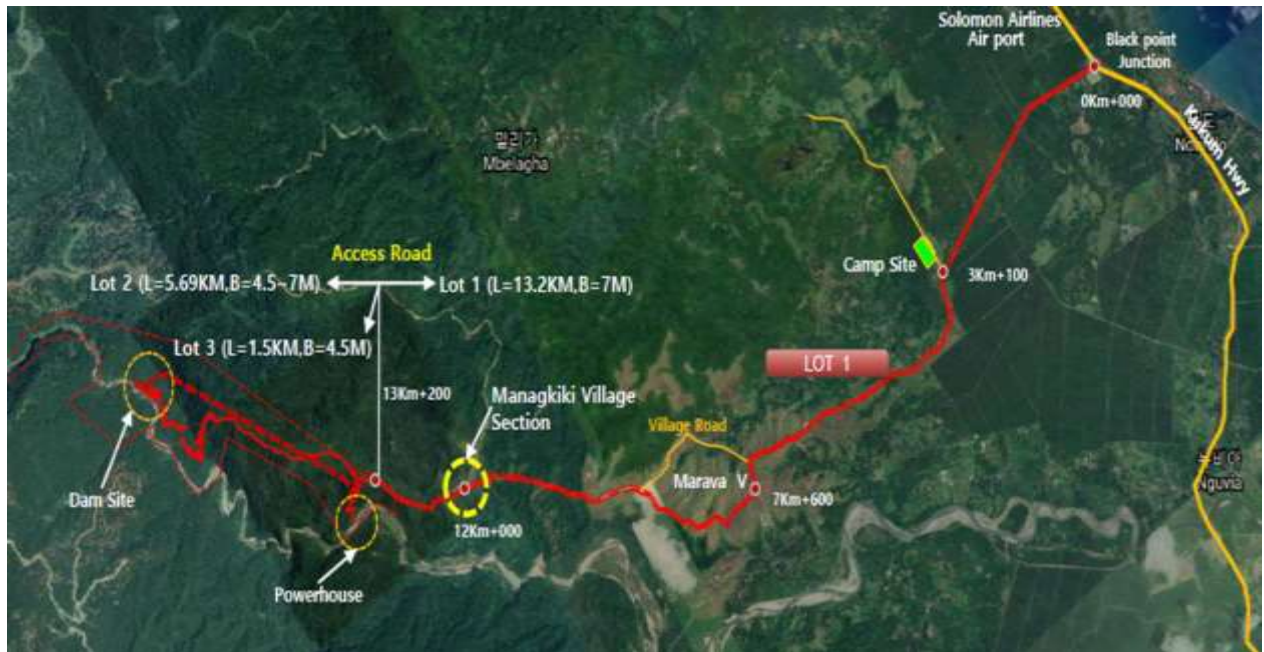 Solomon Airlines
Air port
Black point
Junction
0Km+000
Kukum Hwy
밀리가
Mbelagha
Access Road
Lot 2 (L=5.69KM,B=4.5~7M)
Lot 1 (L=13.2KM,B=7M)
Camp Site
3Km+100
Lot 3 (L=1.5KM,B=4.5M)
LOT 1
13Km+200
Managkiki Village
Section
Village Road
Marava V
7Km+600
Nguvia
Dam Site
12Km+000
Powerhouse